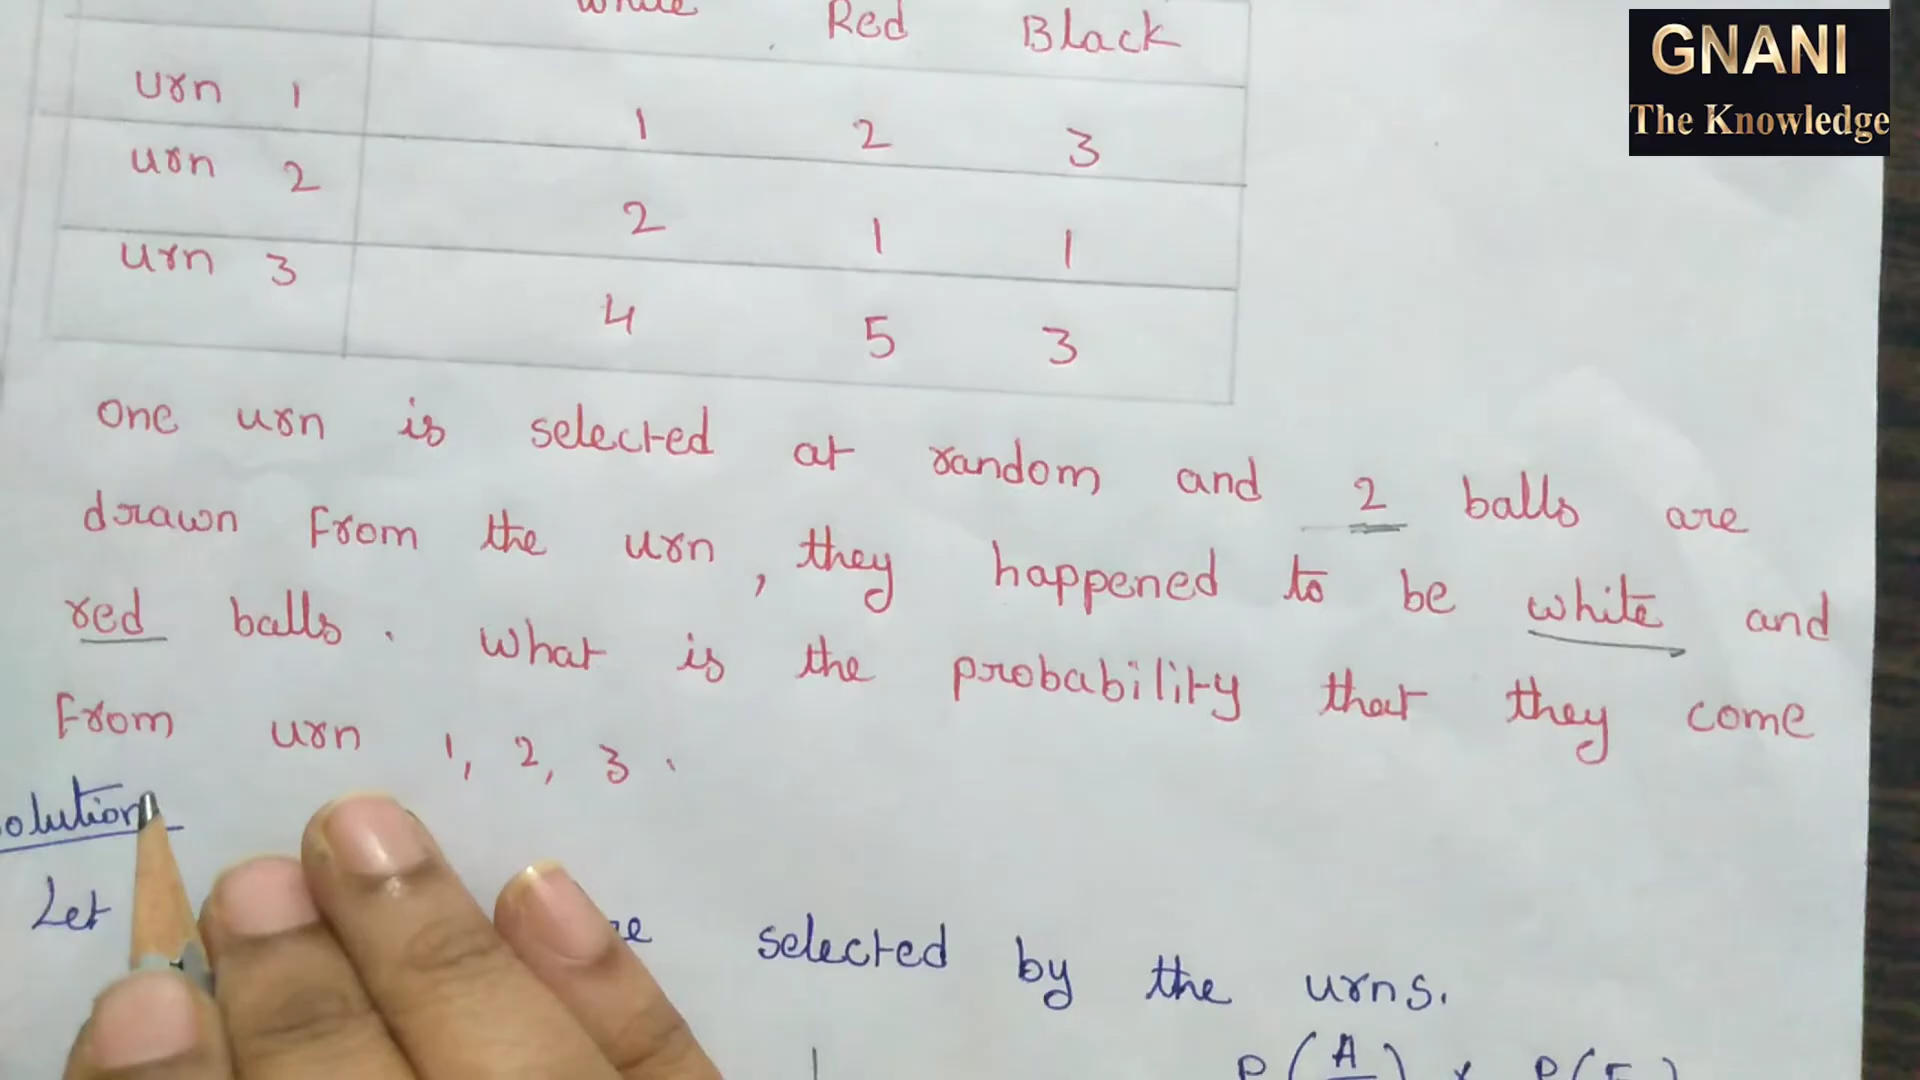 White Red Black
urn 1 1 2 3
urn 2 2 1 1
urn 3 4 5 3
one urn is selected at random and 2 balls are
drawn from the urn, they happened to be white and
red balls. What is the probability that they come
from urn 1, 2, 3.
olution
Let
selected by the urns.
P(A
GNANI
The Knowledge